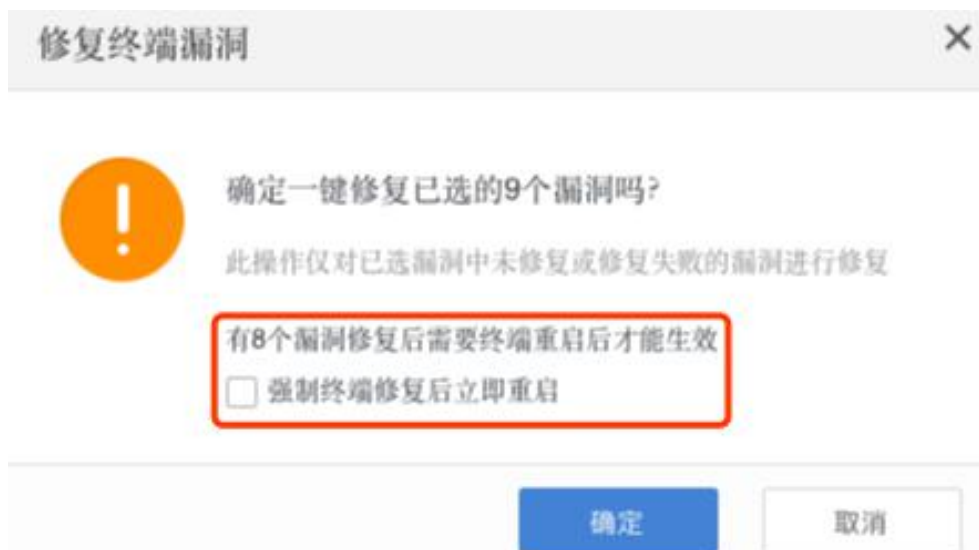 修复终端漏洞
确定一键修复已选的9个漏洞吗?
此操作仅对已选漏洞中未修复或修复失败的漏洞进行修复
有8个漏洞修复后需要终端重启后才能生效
强制终端修复后立即重启
确定 取消